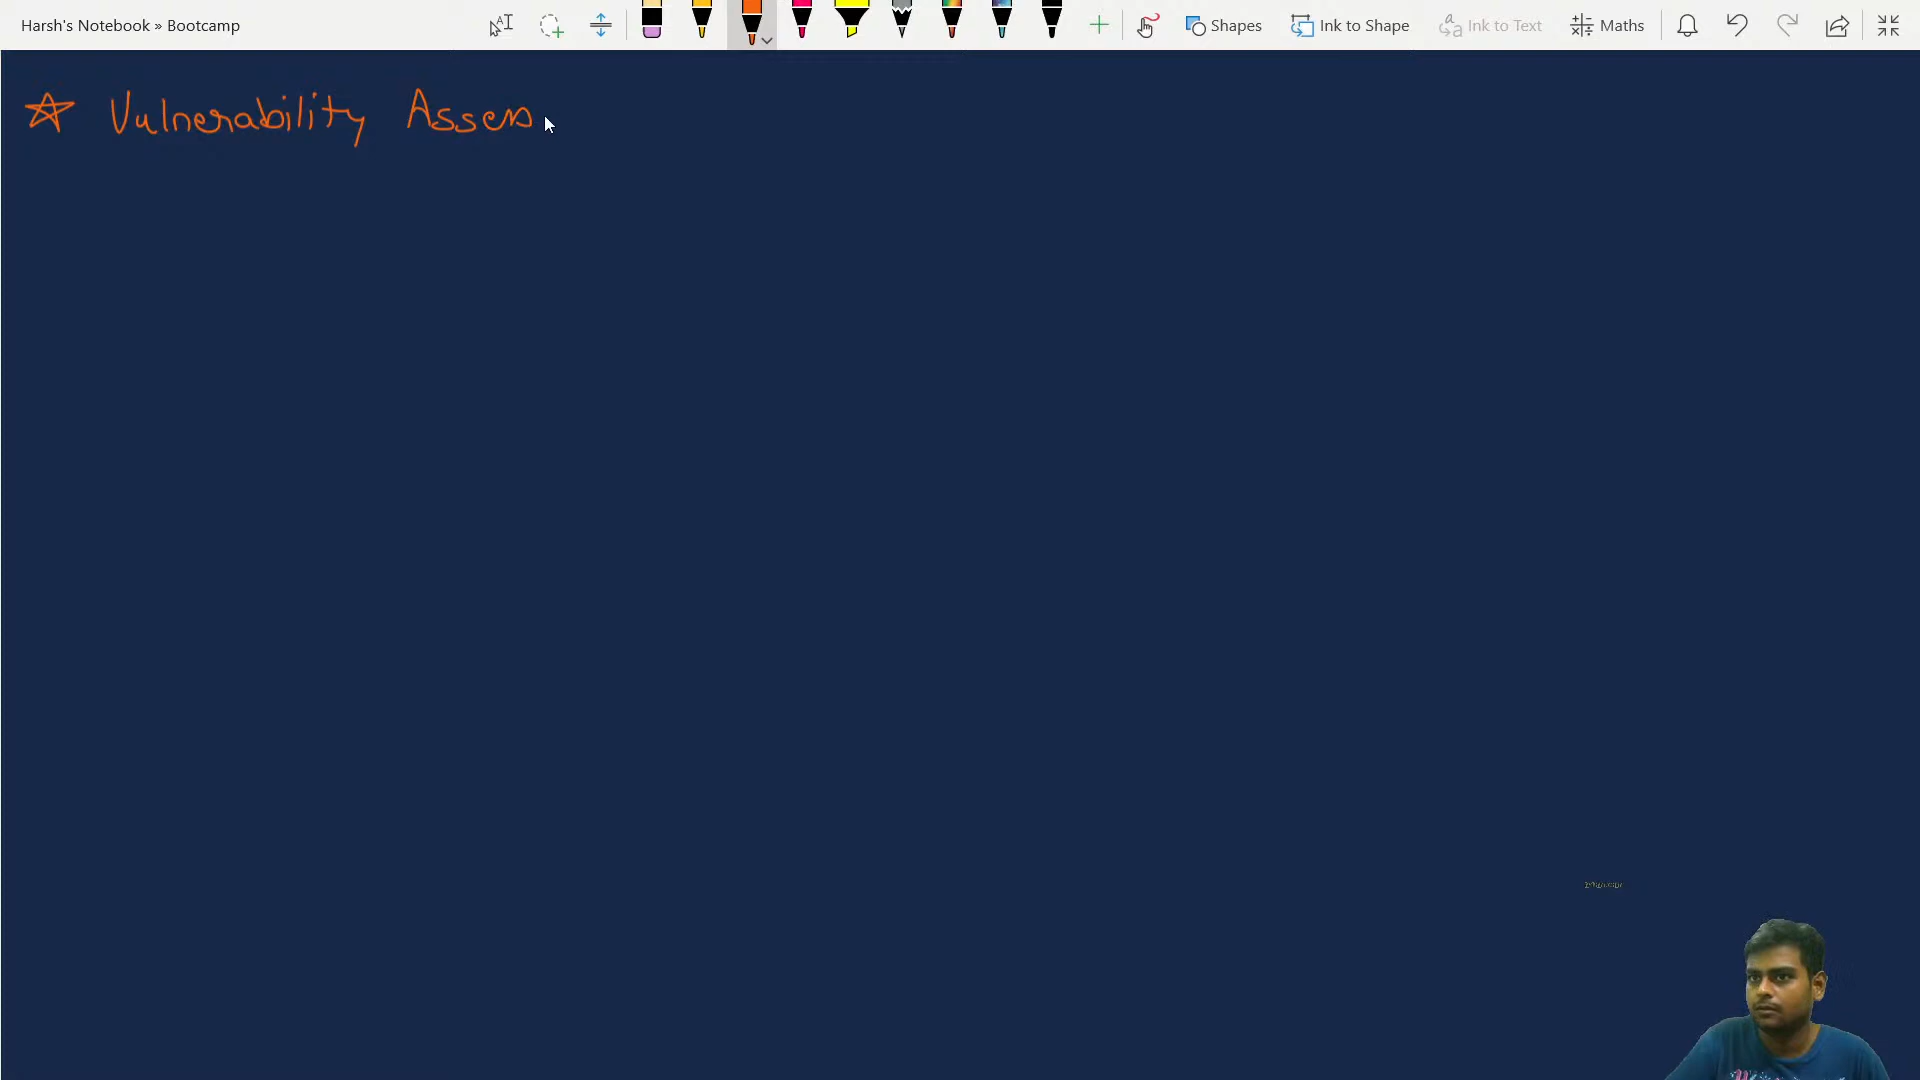 Harsh's Notebook » Bootcamp
Shapes
Ink to Shape
Ink to Text
Maths
☆ Vulnerability Assess